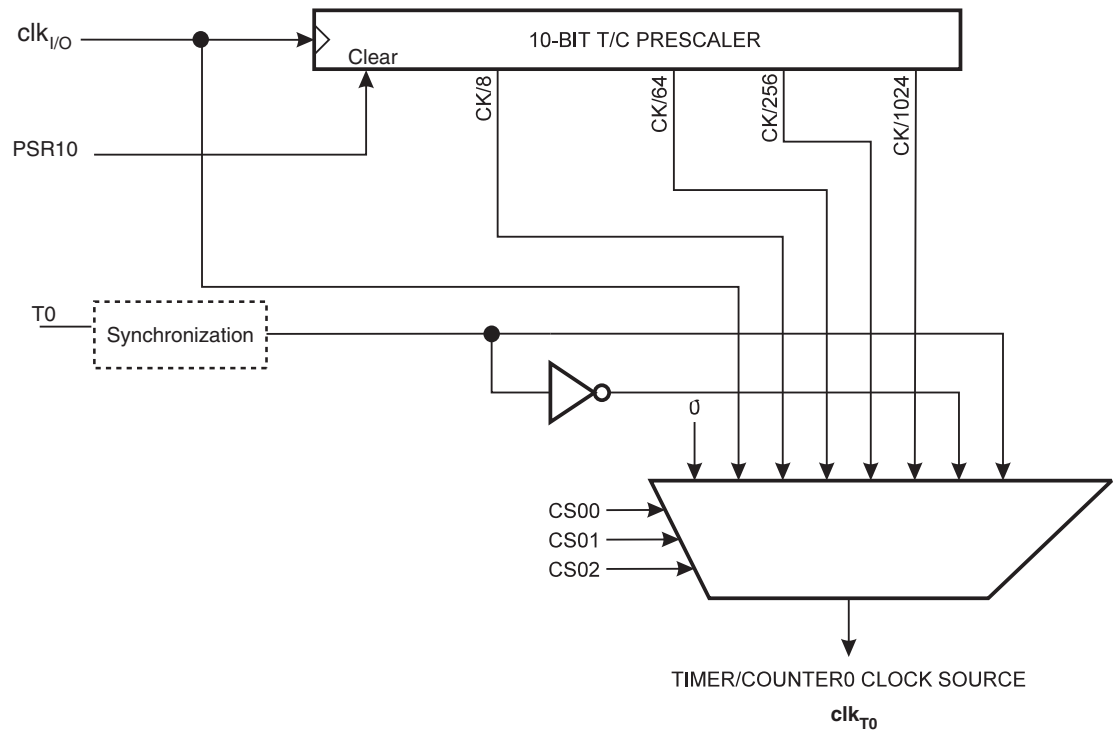 clkI/O
10-BIT T/C PRESCALER
Clear
CK/8
CK/64
CK/256
CK/1024
PSR10
T0
Synchronization
0
CS00
CS01
CS02
TIMER/COUNTER0 CLOCK SOURCE
clkT0